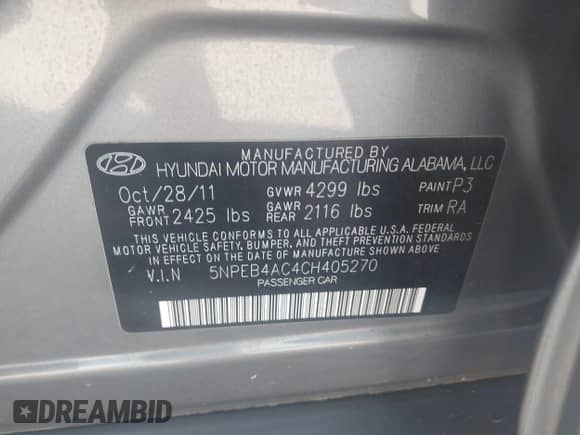 MANUFACTURED BY
HYUNDAI MOTOR MANUFACTURING ALABAMA, LLC
Oct/28/11 GVWR 4299 lbs PAINT P3
GAWR FRONT 2425 lbs GAWR REAR 2116 lbs TRIM RA
THIS VEHICLE CONFORMS TO ALL APPLICABLE U.S.A. FEDERAL
MOTOR VEHICLE SAFETY, BUMPER, AND THEFT PREVENTION STANDARDS
IN EFFECT ON THE DATE OF MANUFACTURE SHOWN ABOVE
V.I.N 5NPEB4AC4CH405270
PASSENGER CAR
DREAMBID